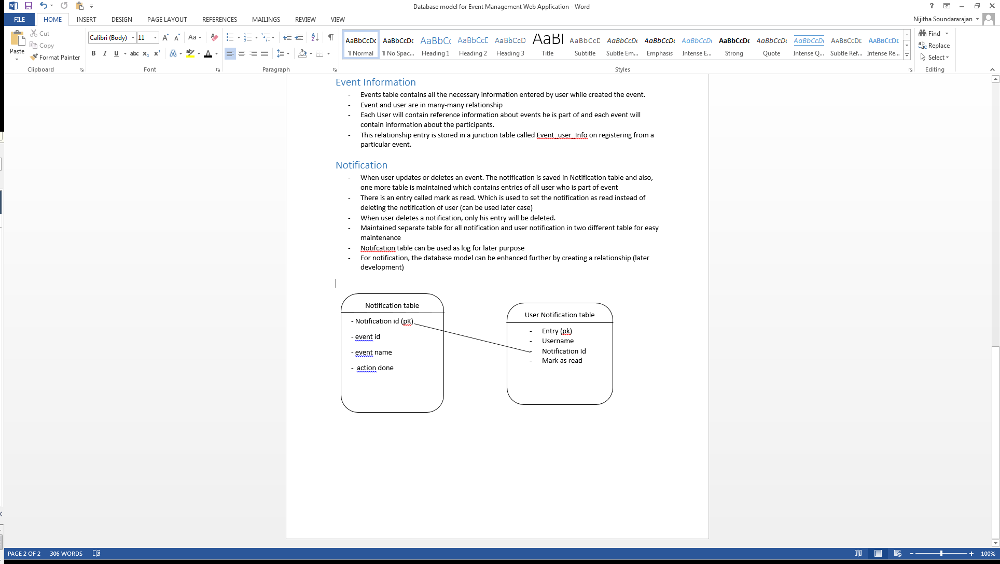 Database model for Event Management Web Application - Word
?
FILE HOME INSERT DESIGN PAGE LAYOUT REFERENCES MAILINGS REVIEW VIEW
Nijitha Soundararajan
Paste
Cut
Copy
Format Painter
Clipboard
Calibri (Body) 11
Aa
B I U abc x₂ x²
Font
Paragraph
AaBbCcDc AaBbCcDc AaBbC( AaBbCcE AaBbCcD AaBI AaBbCcD AaBbCcDc AaBbCcDc AaBbCcDc AaBbCcDc AaBbCcDc AaBbCcDc AABBCCDE AABBCCDE
¶ Normal ¶ No Spac... Heading 1 Heading 2 Heading 3 Title Subtitle Subtle Em... Emphasis Intense E... Strong Quote Intense Q... Subtle Ref... Intense Re...
Styles
Find
Replace
Select
Editing
Event Information
- Events table contains all the necessary information entered by user while created the event.
- Event and user are in many-many relationship
- Each User will contain reference information about events he is part of and each event will
contain information about the participants.
- This relationship entry is stored in a junction table called Event_user_Info on registering from a
particular event.
Notification
- When user updates or deletes an event. The notification is saved in Notification table and also,
one more table is maintained which contains entries of all user who is part of event
- There is an entry called mark as read. Which is used to set the notification as read instead of
deleting the notification of user (can be used later case)
- When user deletes a notification, only his entry will be deleted.
- Maintained separate table for all notification and user notification in two different table for easy
maintenance
- Notifcation table can be used as log for later purpose
- For notification, the database model can be enhanced further by creating a relationship (later
development)
Notification table
- Notification id (pK)
- event id
- event name
- action done
User Notification table
- Entry (pk)
- Username
- Notification Id
- Mark as read
PAGE 2 OF 2 306 WORDS
100%